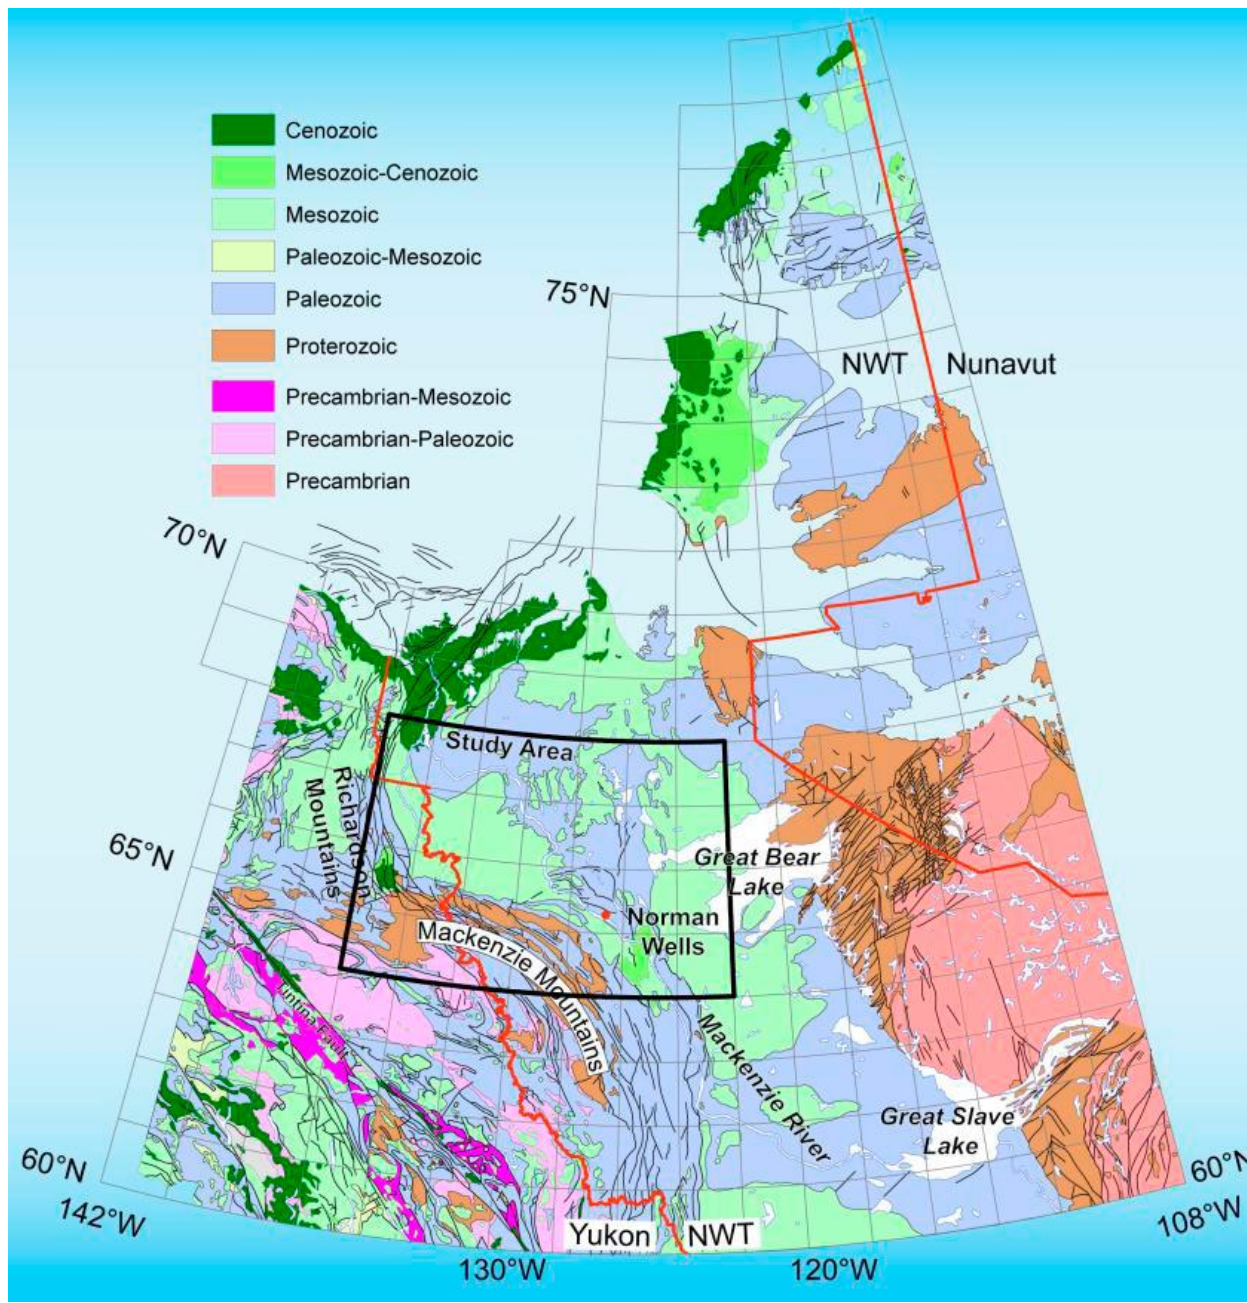 Cenozoic
Mesozoic-Cenozoic
Mesozoic
Paleozoic-Mesozoic
Paleozoic
Proterozoic
Precambrian-Mesozoic
Precambrian-Paleozoic
Precambrian
75°N
NWT
Nunavut
70°N
Study Area
Richardson
Mountains
65°N
Great Bear
Lake
Norman
Wells
Mackenzie Mountains
Tintina Fault
Mackenzie River
Great Slave
Lake
60°N
60°N
142°W
108°W
Yukon
NWT
130°W
120°W